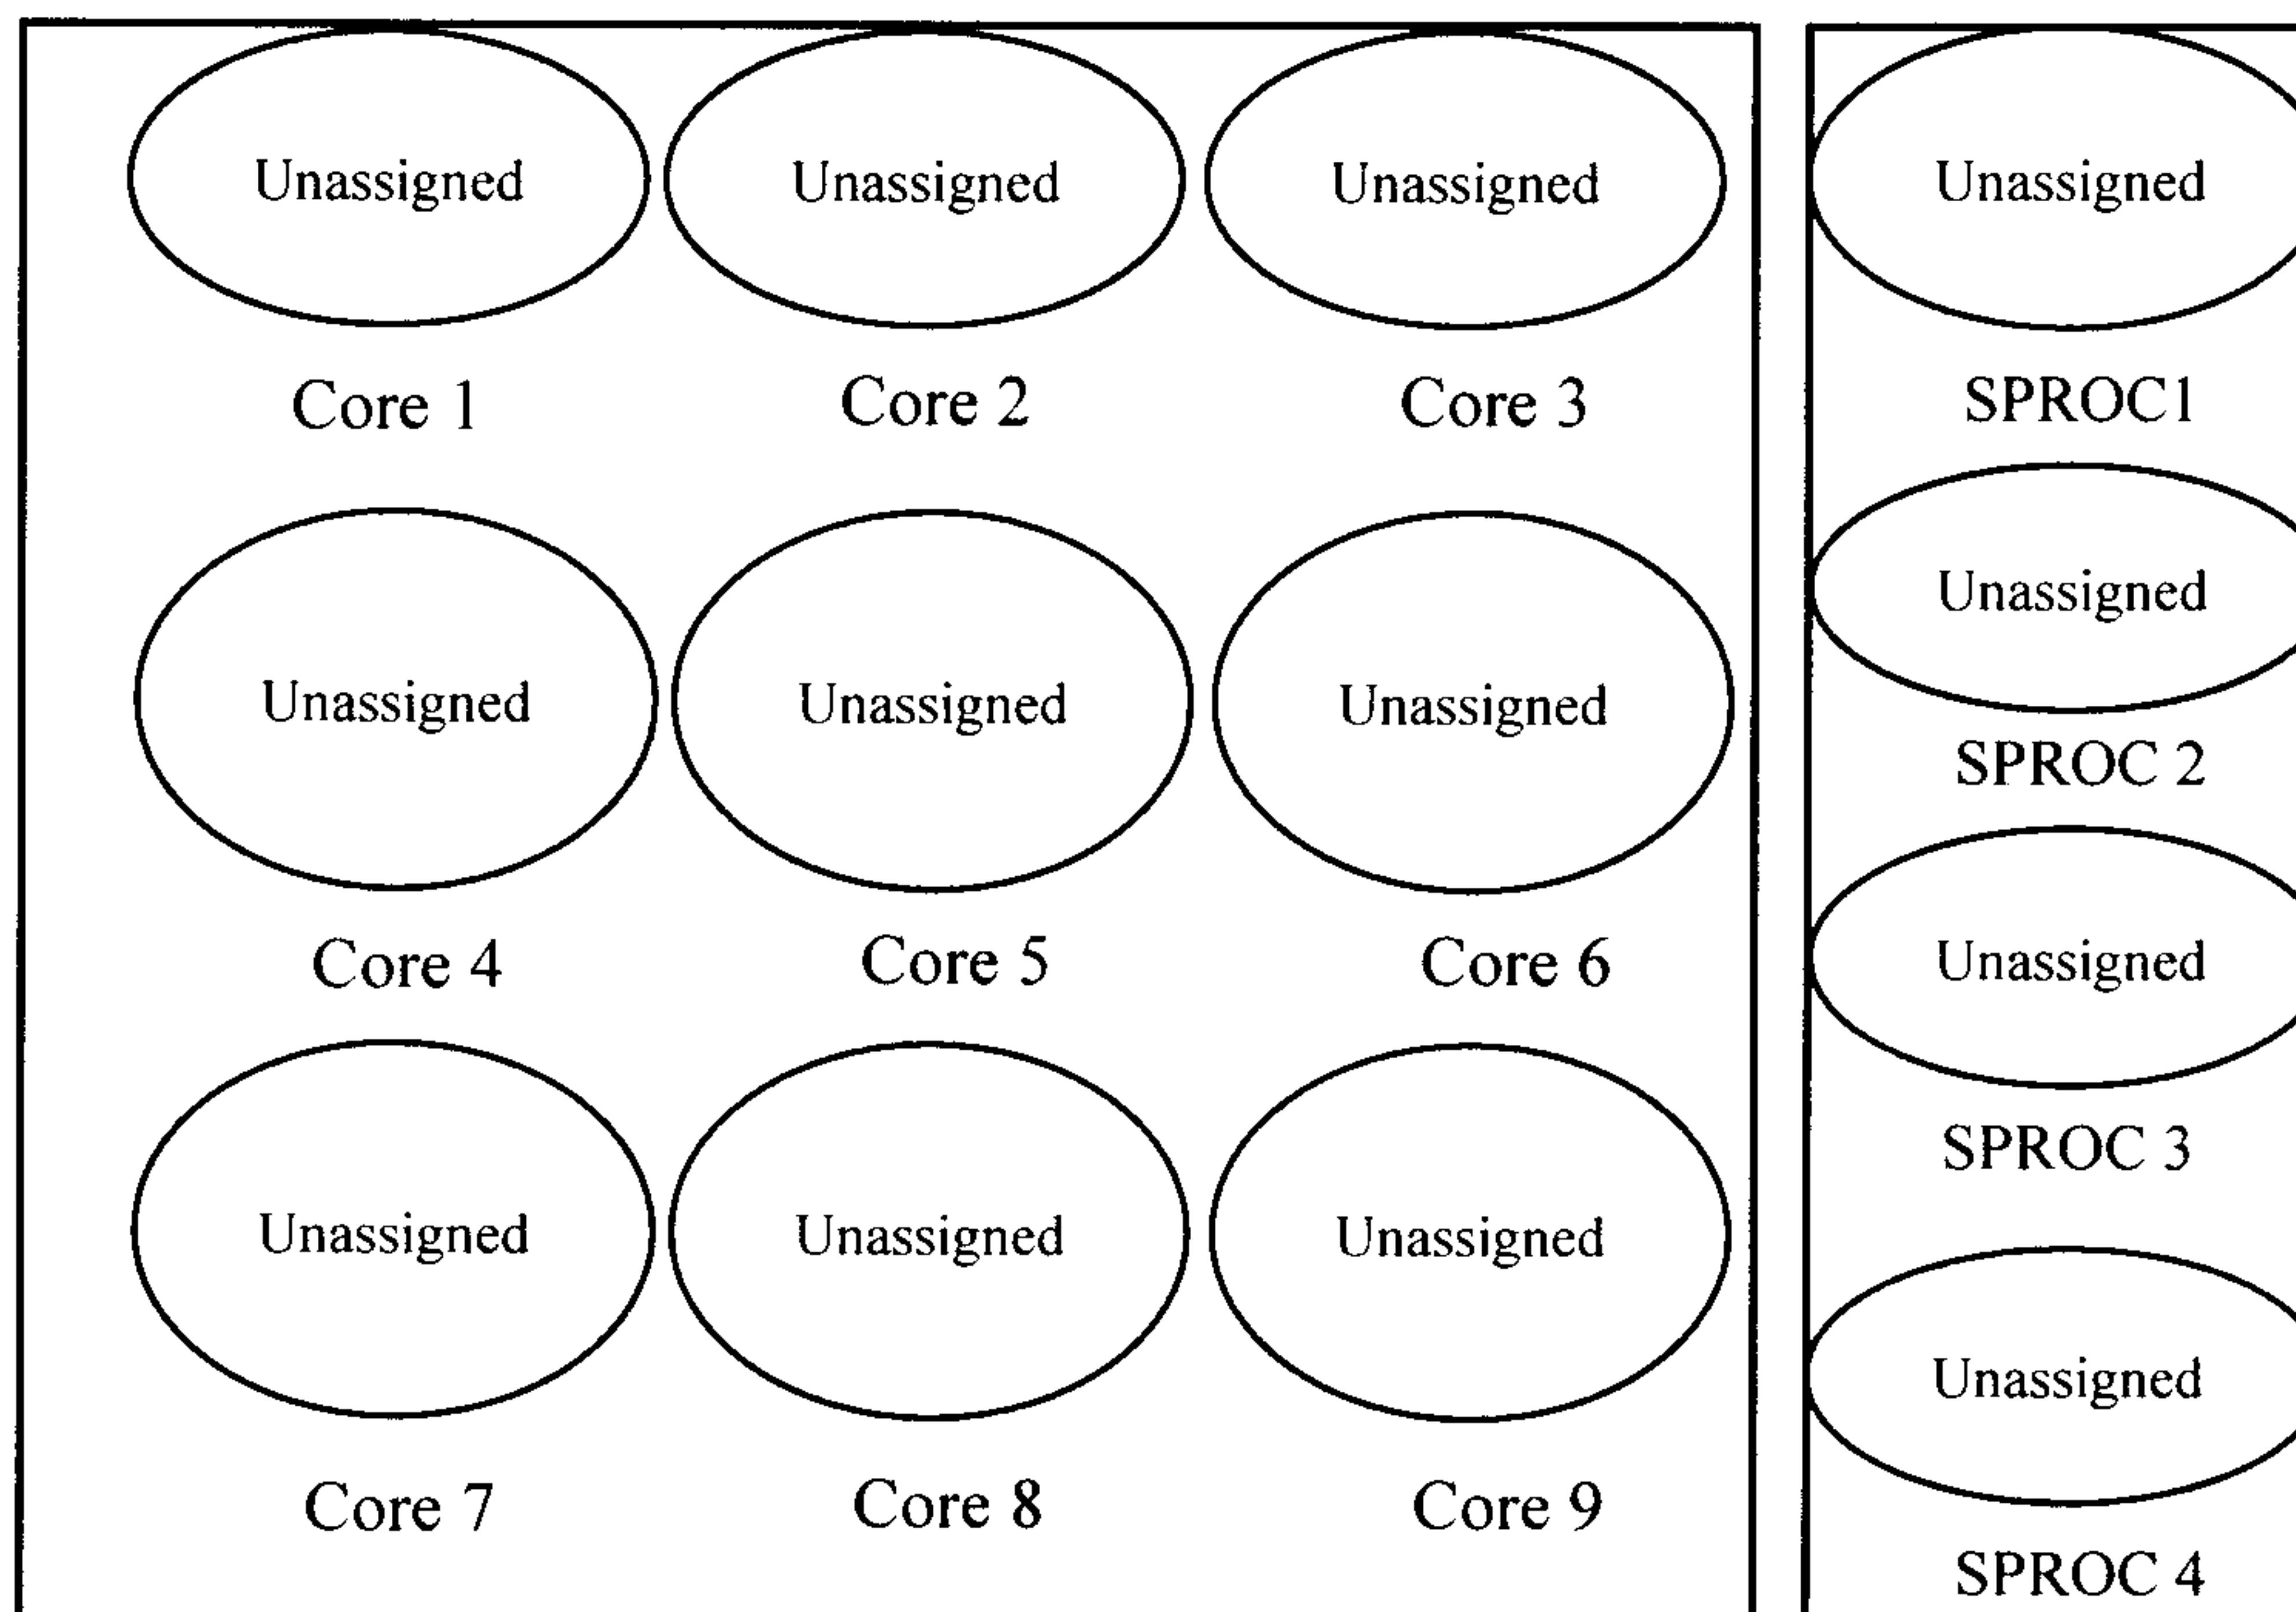 Unassigned Unassigned Unassigned
Core 1 Core 2 Core 3
Unassigned Unassigned Unassigned
Core 4 Core 5 Core 6
Unassigned Unassigned Unassigned
Core 7 Core 8 Core 9
Unassigned
SPROC1
Unassigned
SPROC 2
Unassigned
SPROC 3
Unassigned
SPROC 4